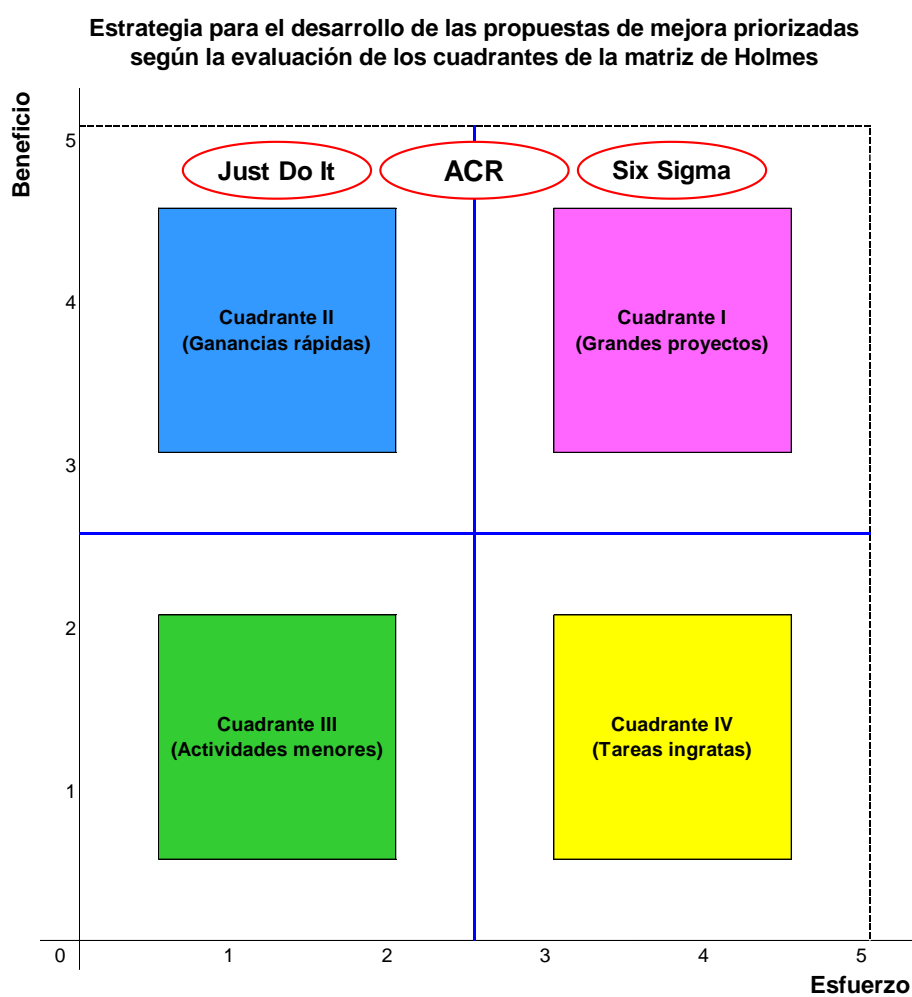 Estrategia para el desarrollo de las propuestas de mejora priorizadas
según la evaluación de los cuadrantes de la matriz de Holmes
Beneficio
5
Just Do It
ACR
Six Sigma
4
Cuadrante II
(Ganancias rápidas)
Cuadrante I
(Grandes proyectos)
3
2
Cuadrante III
(Actividades menores)
Cuadrante IV
(Tareas ingratas)
1
0 1 2 3 4 5
Esfuerzo